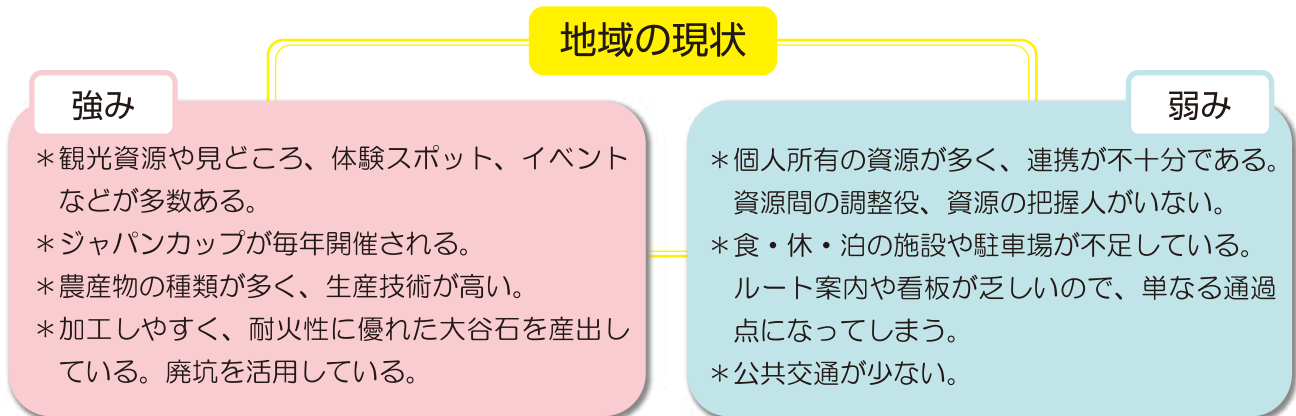 地域の現状
強み
＊観光資源や見どころ、体験スポット、イベント
などが多数ある。
＊ジャパンカップが毎年開催される。
＊農産物の種類が多く、生産技術が高い。
＊加工しやすく、耐火性に優れた大谷石を産出し
ている。廃坑を活用している。
弱み
＊個人所有の資源が多く、連携が不十分である。
資源間の調整役、資源の把握人がいない。
＊食・休・泊の施設や駐車場が不足している。
ルート案内や看板が乏しいので、単なる通過
点になってしまう。
＊公共交通が少ない。